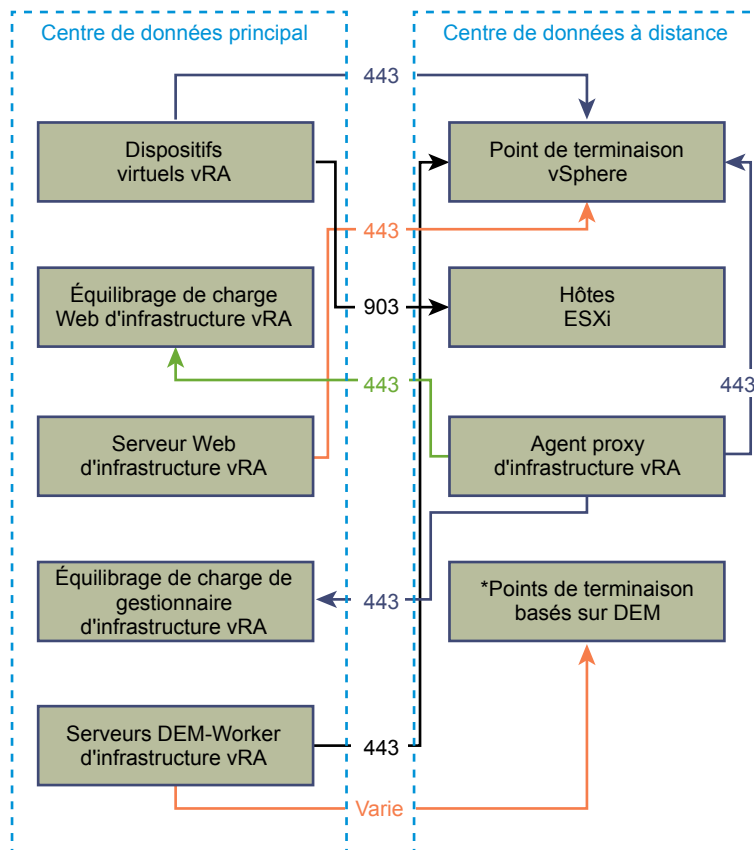 Centre de données principal
Centre de données à distance
443
Dispositifs
virtuels vRA
Point de terminaison
vSphere
443
Équilibrage de charge
Web d'infrastructure vRA
903
Hôtes
ESXi
443
443
Serveur Web
d'infrastructure vRA
Agent proxy
d'infrastructure vRA
Équilibrage de charge de
gestionnaire
d'infrastructure vRA
443
*Points de terminaison
basés sur DEM
Serveurs DEM-Worker
d'infrastructure vRA
443
Varie